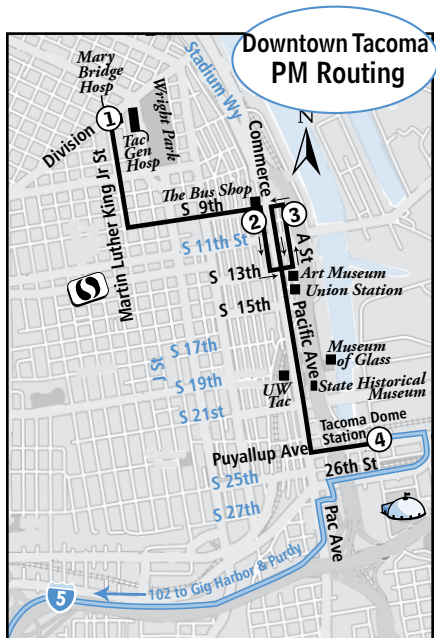 Downtown Tacoma
PM Routing
Mary
Bridge
Hosp
Stadium Wy
Wright Park
N
1
Division
Tac
Gen
Hosp
Commerce
The Bus Shop
S 9th
2
3
A St
Martin Luther King Jr St
S 11th St
S 13th
Art Museum
Union Station
S
S 15th
Pacific Ave
J St
S 17th
Museum
of Glass
S 19th
UW
Tac
State Historical
Museum
S 21st
Tacoma Dome
Station
4
Puyallup Ave
26th St
S 25th
S 27th
Pac Ave
5
102 to Gig Harbor & Purdy